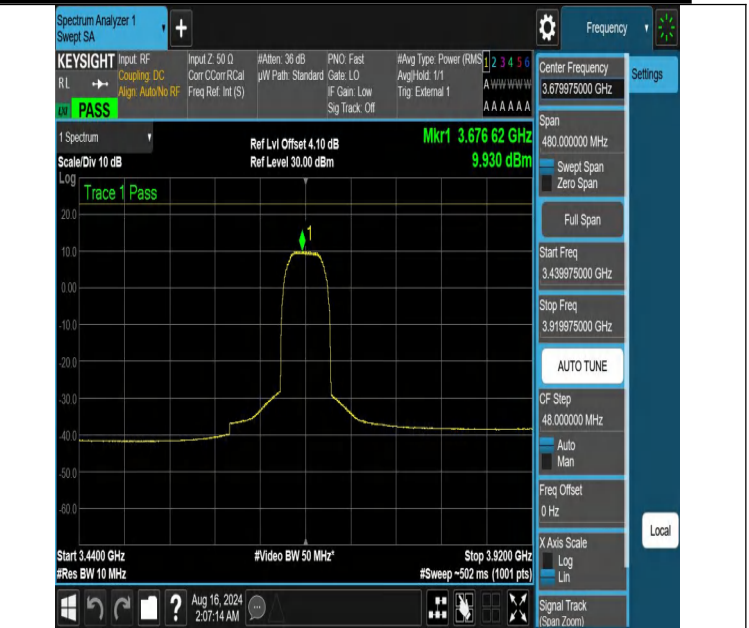 Spectrum Analyzer 1
Swept SA
+
Frequency
KEYSIGHT
RL
LXI
PASS
Input: RF
Coupling: DC
Align: Auto/No RF
Input Z: 50 Ω
Corr CCorr RCal
Freq Ref: Int (S)
#Atten: 36 dB
µW Path: Standard
PNO: Fast
Gate: LO
IF Gain: Low
Sig Track: Off
#Avg Type: Power (RMS
Avg|Hold: 1/1
Trig: External 1
1 2 3 4 5 6
A W W W W W
A A A A A A
1 Spectrum
Scale/Div 10 dB
Ref Lvl Offset 4.10 dB
Ref Level 30.00 dBm
Mkr1 3.676 62 GHz
9.930 dBm
Log
Trace 1 Pass
1
20.0
10.0
0.00
-10.0
-20.0
-30.0
-40.0
-50.0
-60.0
Start 3.4400 GHz
#Res BW 10 MHz
#Video BW 50 MHz*
Stop 3.9200 GHz
#Sweep ~502 ms (1001 pts)
Center Frequency
3.679975000 GHz
Span
480.000000 MHz
Swept Span
Zero Span
Full Span
Start Freq
3.439975000 GHz
Stop Freq
3.919975000 GHz
AUTO TUNE
CF Step
48.000000 MHz
Auto
Man
Freq Offset
0 Hz
X Axis Scale
Log
Lin
Signal Track
(Span Zoom)
Settings
Local
?
Aug 16, 2024
2:07:14 AM